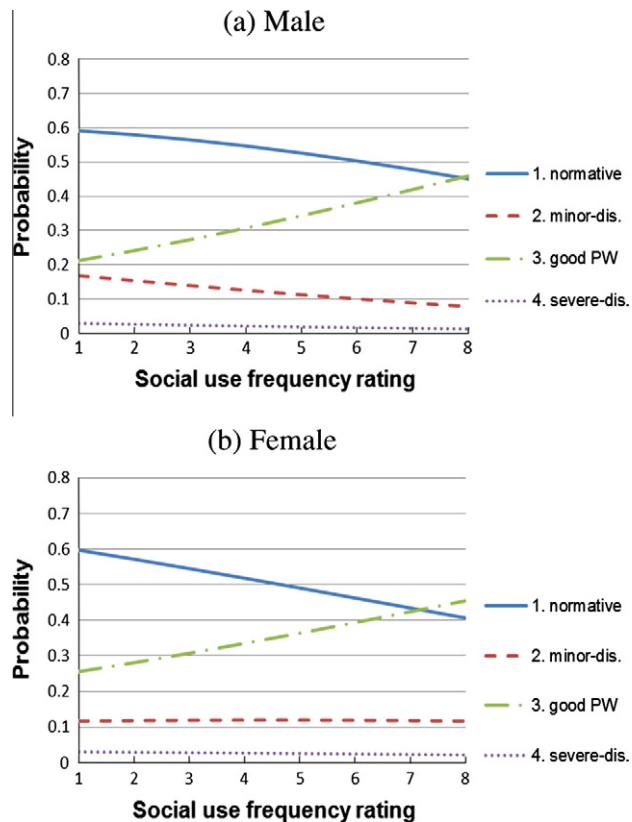 (a) Male
0.8
0.7
0.6
0.5
0.4
0.3
0.2
0.1
0
Probability
1 2 3 4 5 6 7 8
Social use frequency rating
1. normative
2. minor-dis.
3. good PW
4. severe-dis.
(b) Female
0.8
0.7
0.6
0.5
0.4
0.3
0.2
0.1
0
Probability
1 2 3 4 5 6 7 8
Social use frequency rating
1. normative
2. minor-dis.
3. good PW
4. severe-dis.